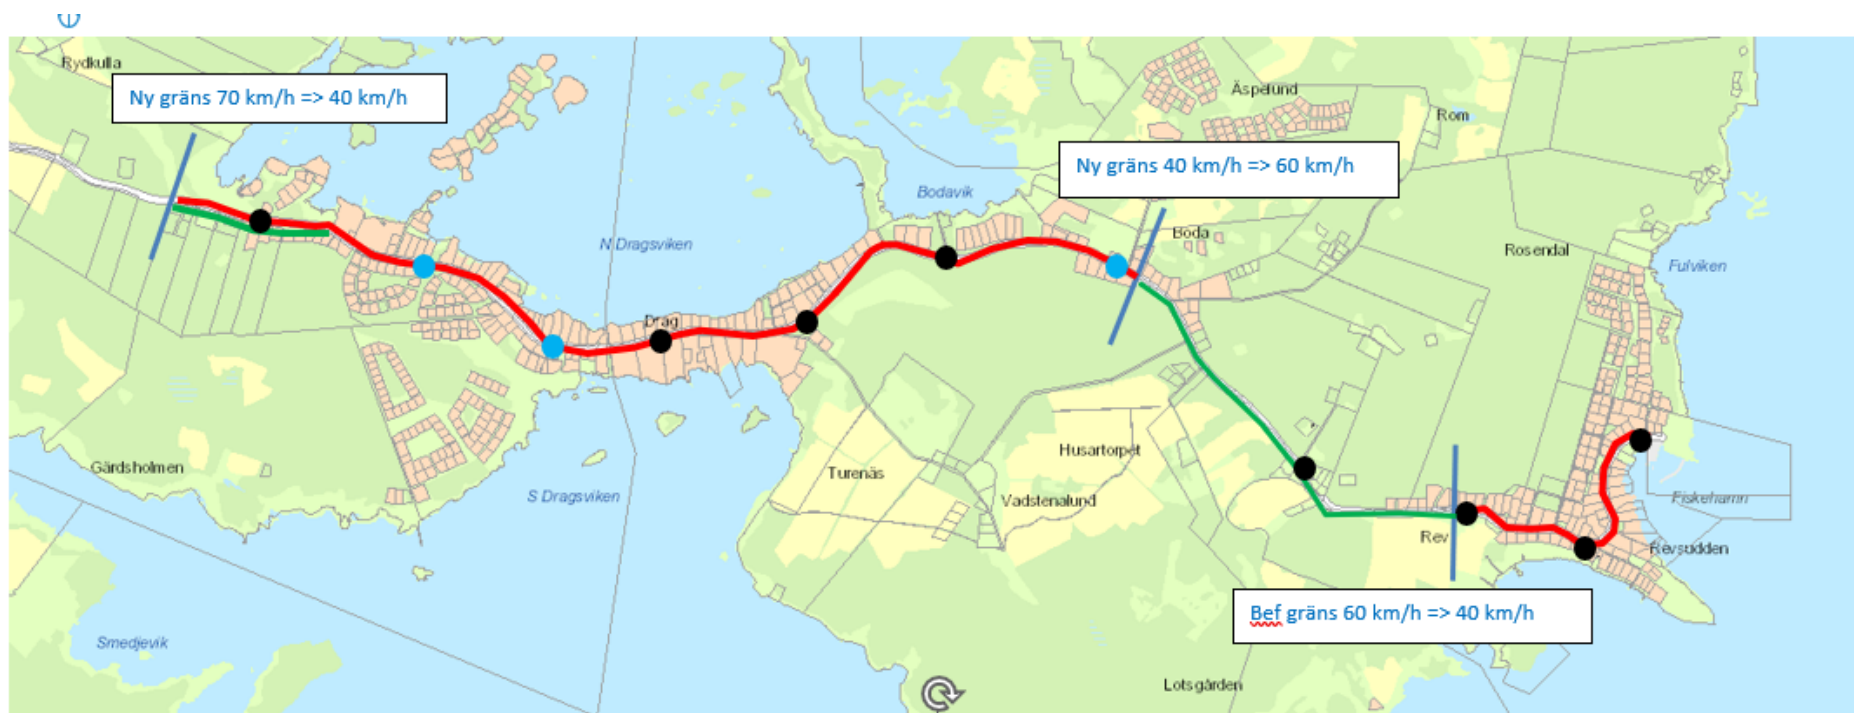 Rydkulla
Ny gräns 70 km/h => 40 km/h
Äspelund
Rom
Ny gräns 40 km/h => 60 km/h
Bodavik
Boda
N Dragsviken
Rosendal
Fulviken
Drag
Husartorpet
Gärdsholmen
Turenäs
S Dragsviken
Vadstenalund
Fiskehamn
Rev
Revsudden
Bef gräns 60 km/h => 40 km/h
Smedjevik
Lotsgården